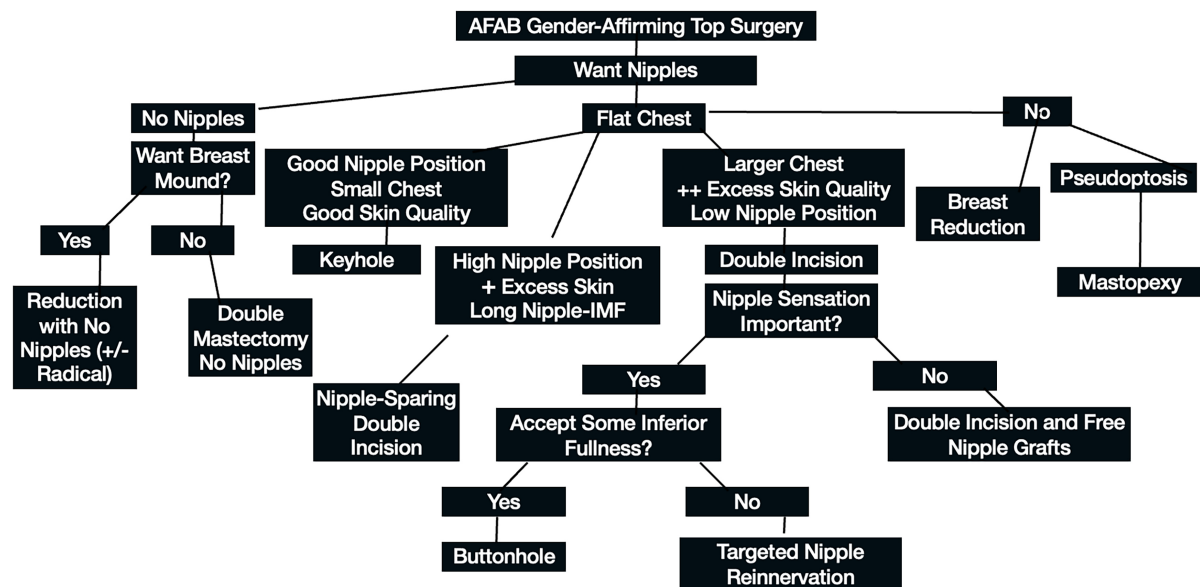 AFAB Gender-Affirming Top Surgery
Want Nipples
No Nipples
Flat Chest
No
Want Breast
Mound?
Good Nipple Position
Small Chest
Good Skin Quality
Larger Chest
++ Excess Skin Quality
Low Nipple Position
Pseudoptosis
Breast
Reduction
Yes
No
Keyhole
High Nipple Position
+ Excess Skin
Long Nipple-IMF
Double Incision
Mastopexy
Reduction
with No
Nipples (+/-
Radical)
Double
Mastectomy
No Nipples
Nipple Sensation
Important?
Nipple-Sparing
Double
Incision
Yes
No
Accept Some Inferior
Fullness?
Double Incision and Free
Nipple Grafts
Yes
No
Buttonhole
Targeted Nipple
Reinnervation